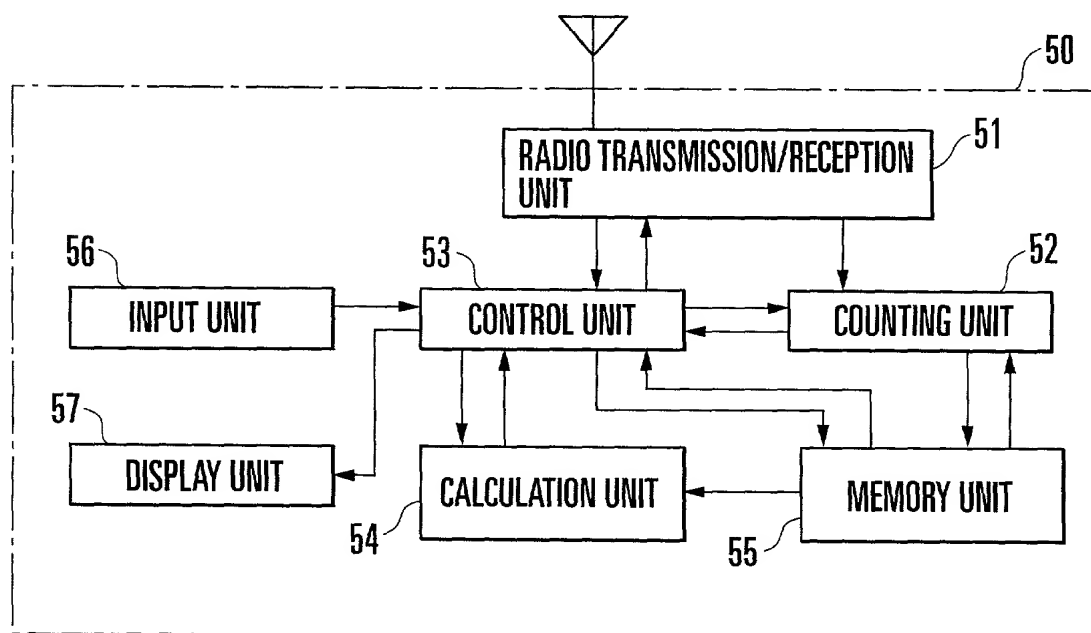 50
RADIO TRANSMISSION/RECEPTION
UNIT
51
56
INPUT UNIT
53
CONTROL UNIT
52
COUNTING UNIT
57
DISPLAY UNIT
CALCULATION UNIT
54
MEMORY UNIT
55